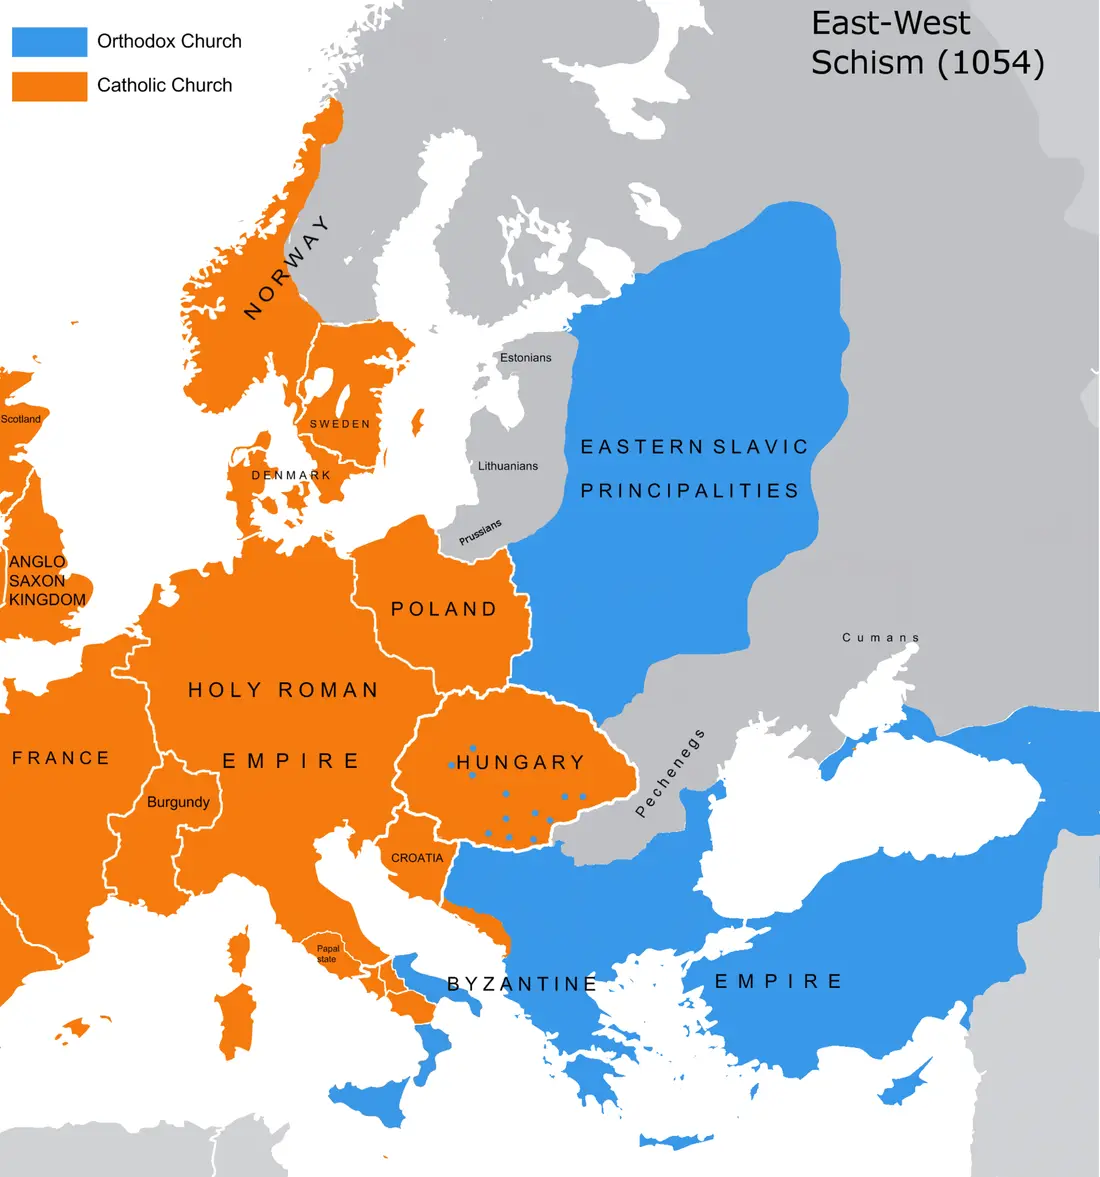 Orthodox Church
Catholic Church
East-West
Schism (1054)
NORWAY
Estonians
Scotland
SWEDEN
EASTERN SLAVIC
Lithuanians
DENMARK
PRINCIPALITIES
Prussians
ANGLO
SAXON
KINGDOM
POLAND
Cumans
HOLY ROMAN
FRANCE
EMPIRE
HUNGARY
Pechenegs
Burgundy
CROATIA
Papal
state
BYZANTINE
EMPIRE